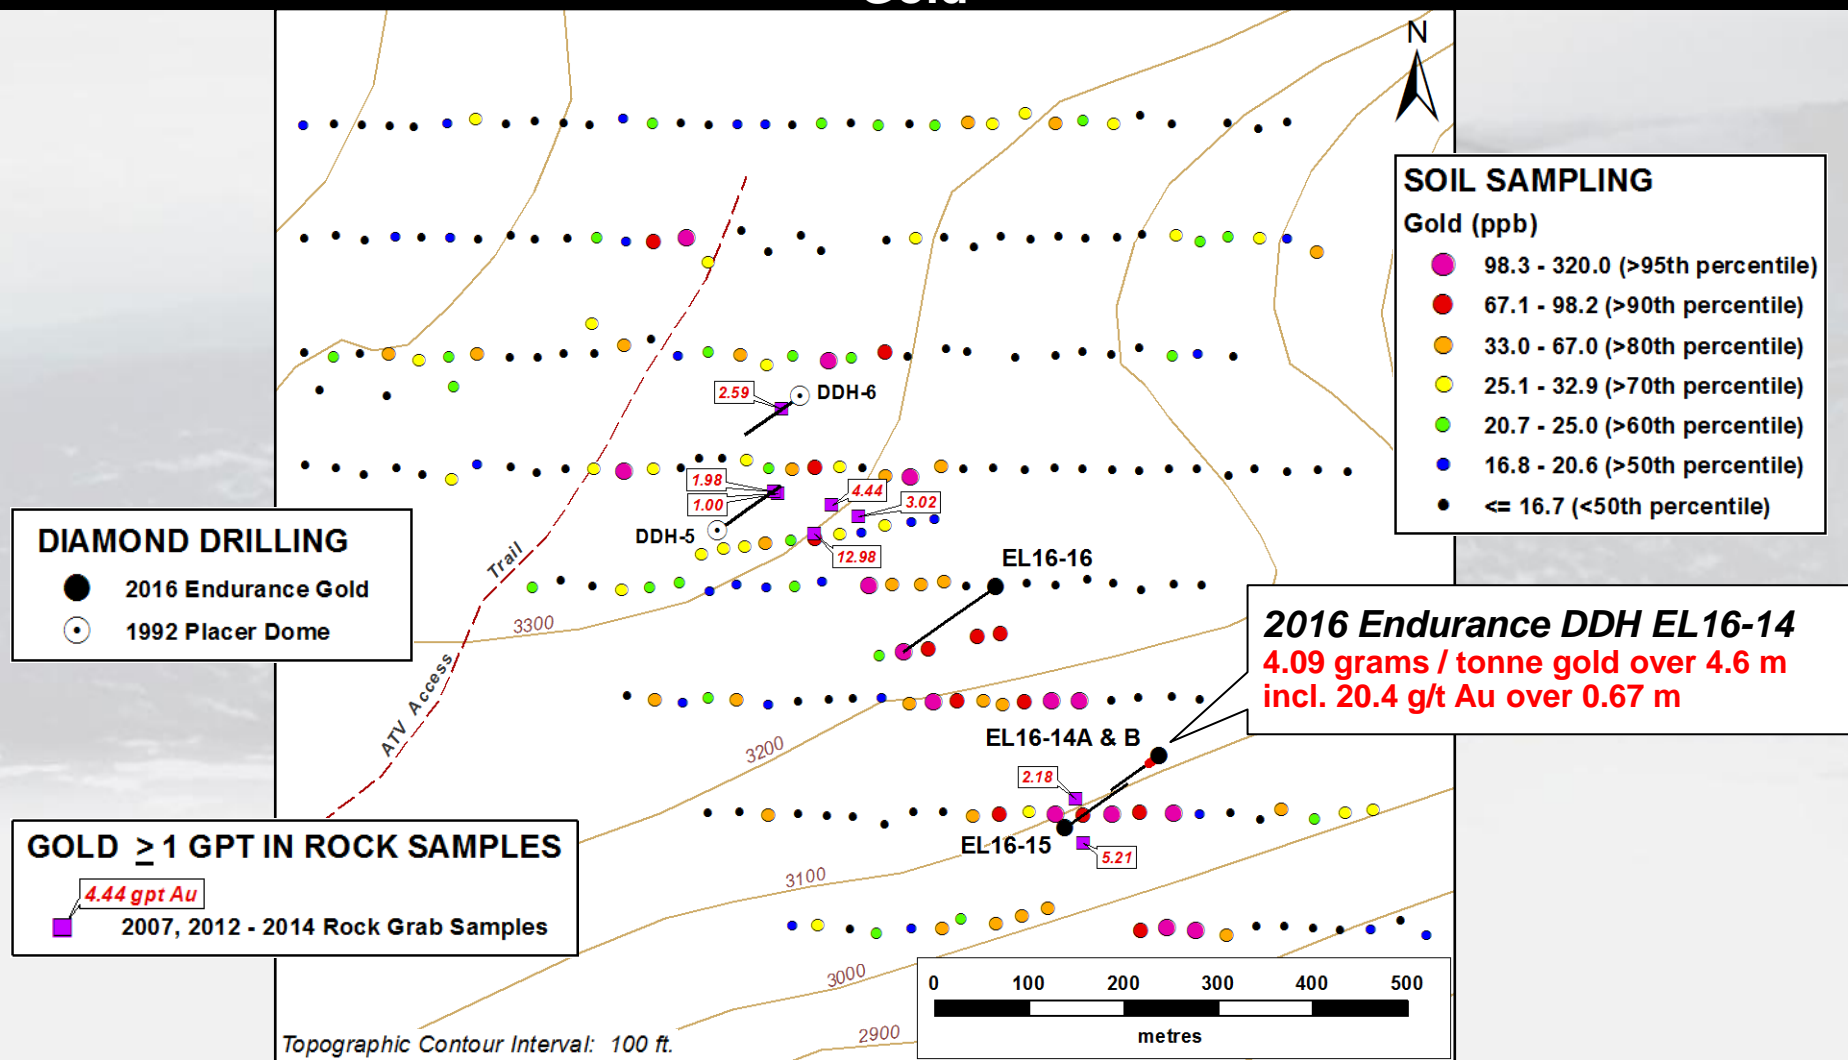 Gold
N
SOIL SAMPLING
Gold (ppb)
98.3 - 320.0 (>95th percentile)
67.1 - 98.2 (>90th percentile)
33.0 - 67.0 (>80th percentile)
25.1 - 32.9 (>70th percentile)
20.7 - 25.0 (>60th percentile)
16.8 - 20.6 (>50th percentile)
<= 16.7 (<50th percentile)
2.59
DDH-6
1.98
1.00
4.44
3.02
DDH-5
12.98
DIAMOND DRILLING
2016 Endurance Gold
1992 Placer Dome
Trail
ATV Access
EL16-16
3300
2016 Endurance DDH EL16-14
4.09 grams / tonne gold over 4.6 m
incl. 20.4 g/t Au over 0.67 m
3200
EL16-14A & B
2.18
EL16-15
5.21
GOLD ≥ 1 GPT IN ROCK SAMPLES
4.44 gpt Au
2007, 2012 - 2014 Rock Grab Samples
3100
3000
2900
0 100 200 300 400 500
metres
Topographic Contour Interval: 100 ft.